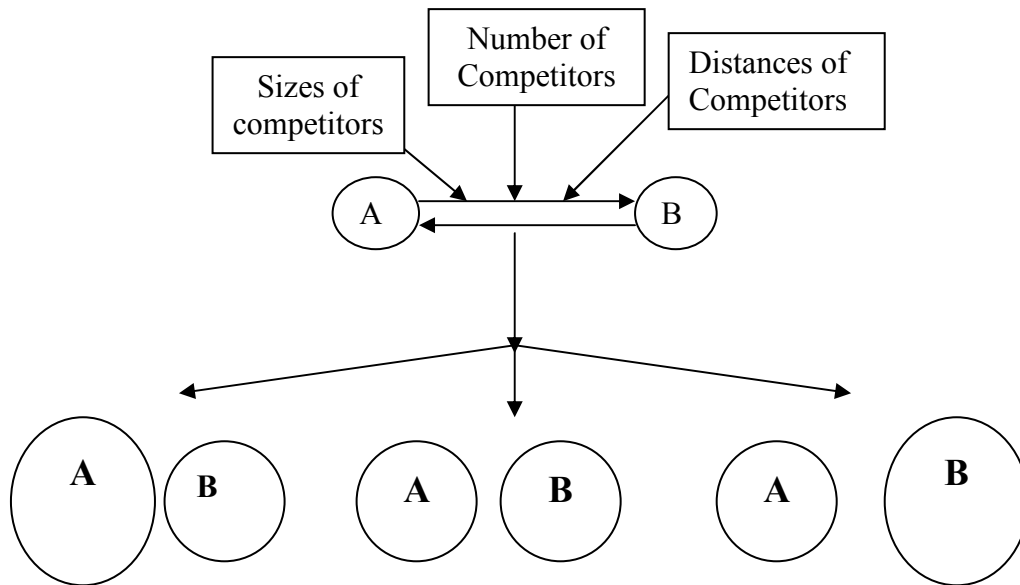 Number of
Competitors
Sizes of
competitors
Distances of
Competitors
A
B
A
B
A
B
A
B